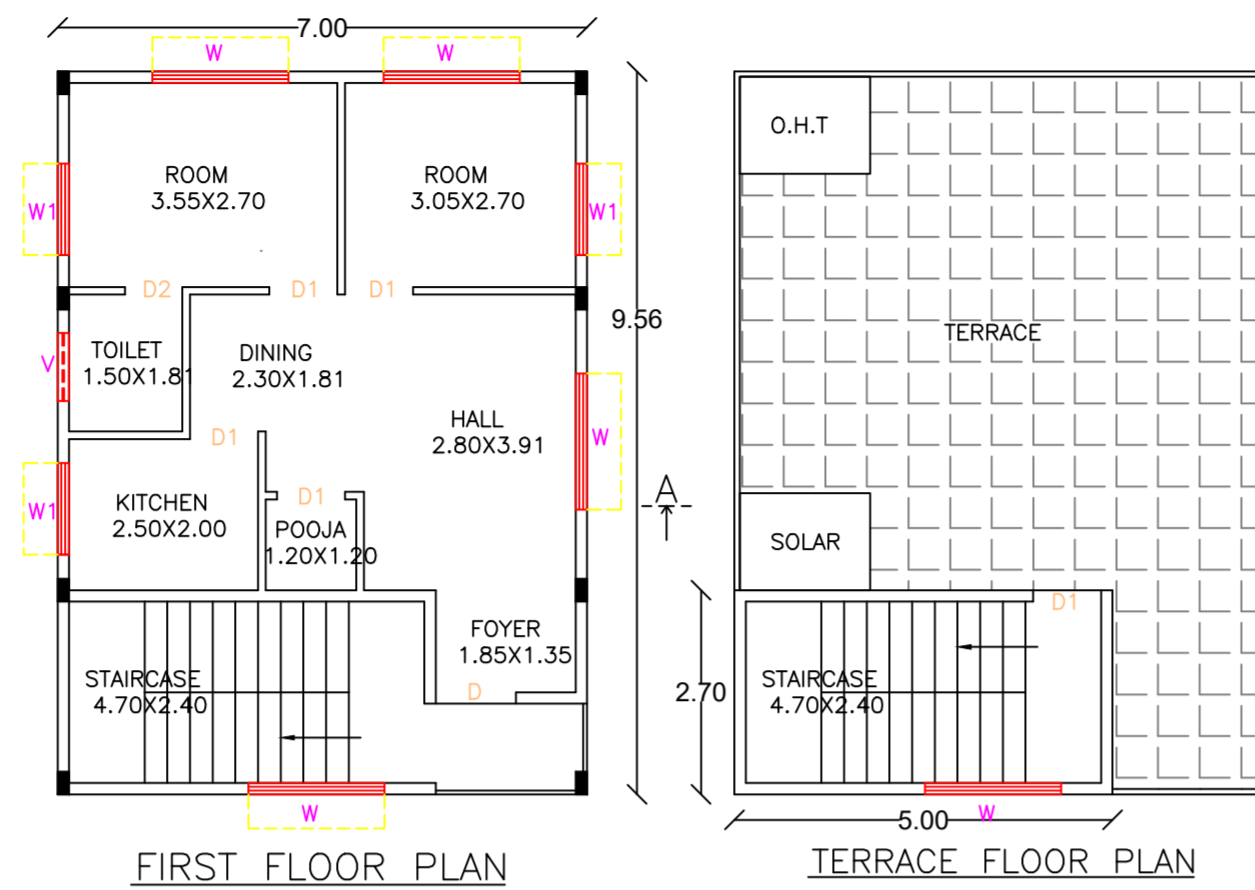 7.00
W
W
ROOM
3.55X2.70
ROOM
3.05X2.70
W1
W1
D2
D1
D1
9.56
V
TOILET
1.50X1.81
DINING
2.30X1.81
HALL
2.80X3.91
W
D1
W1
KITCHEN
2.50X2.00
D1
POOJA
1.20X1.20
A
FOYER
1.85X1.35
STAIRCASE
4.70X2.40
D
W
FIRST FLOOR PLAN
O.H.T
TERRACE
SOLAR
D1
2.70
STAIRCASE
4.70X2.40
W
5.00
TERRACE FLOOR PLAN